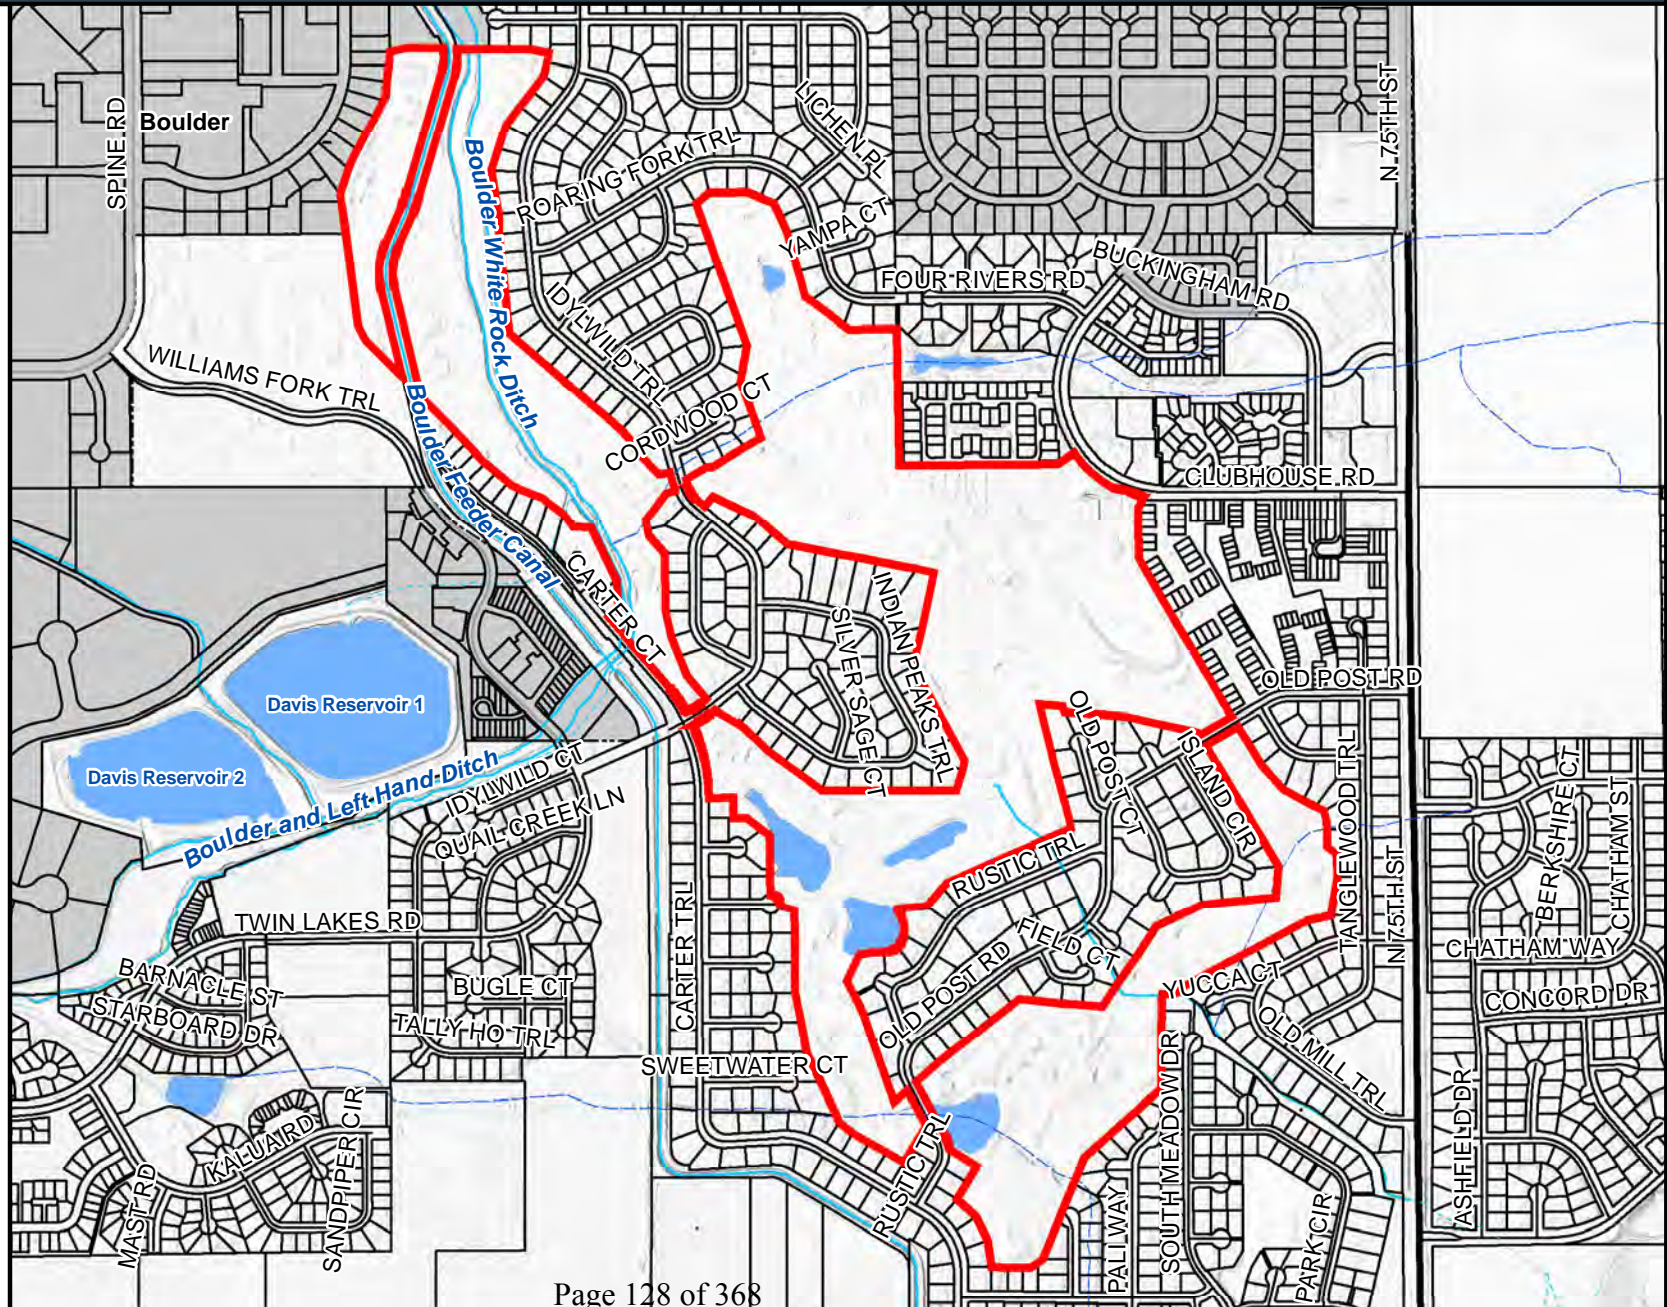 SPINE RD
Boulder
LICHEN PL
N 75TH ST
ROARING FORK TRL
Boulder White Rock Ditch
YAMPA CT
FOUR RIVERS RD
BUCKINGHAM RD
IDYLWILD TRL
WILLIAMS FORK TRL
CORDWOOD CT
Boulder Feeder Canal
CLUBHOUSE RD
CARTER CT
INDIAN PEAKS TRL
SILVER SAGE CT
OLD POST RD
Davis Reservoir 1
OLD POST CT
ISLAND CIR
Davis Reservoir 2
Boulder and Left Hand Ditch
IDYLWILD CT
QUAIL CREEK LN
TANGLEWOOD TRL
BERKSHIRE CT
CHATHAM ST
RUSTIC TRL
N 75TH ST
TWIN LAKES RD
CARTER TRL
FIELD CT
CHATHAM WAY
BARNACLE ST
BUGLE CT
OLD POST RD
YUCCA CT
CONCORD DR
STARBOARD DR
TALLY HO TRL
OLD MILL TRL
SWEETWATER CT
SOUTH MEADOW DR
ASHFIELD DR
KALUA RD
SANDPIPER CIR
RUSTIC TRL
MAST RD
PALI WAY
PARK CIR
Page 128 of 368